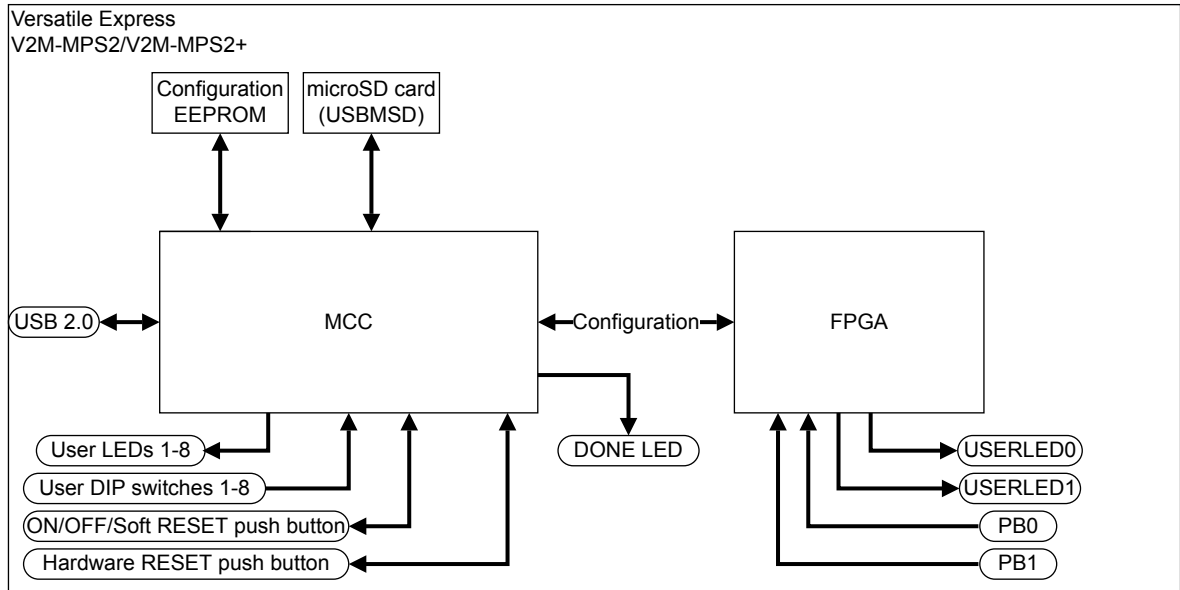 Versatile Express
V2M-MPS2/V2M-MPS2+
Configuration
EEPROM
microSD card
(USBMSD)
USB 2.0
MCC
Configuration
FPGA
User LEDs 1-8
DONE LED
USERLED0
User DIP switches 1-8
USERLED1
ON/OFF/Soft RESET push button
PB0
Hardware RESET push button
PB1